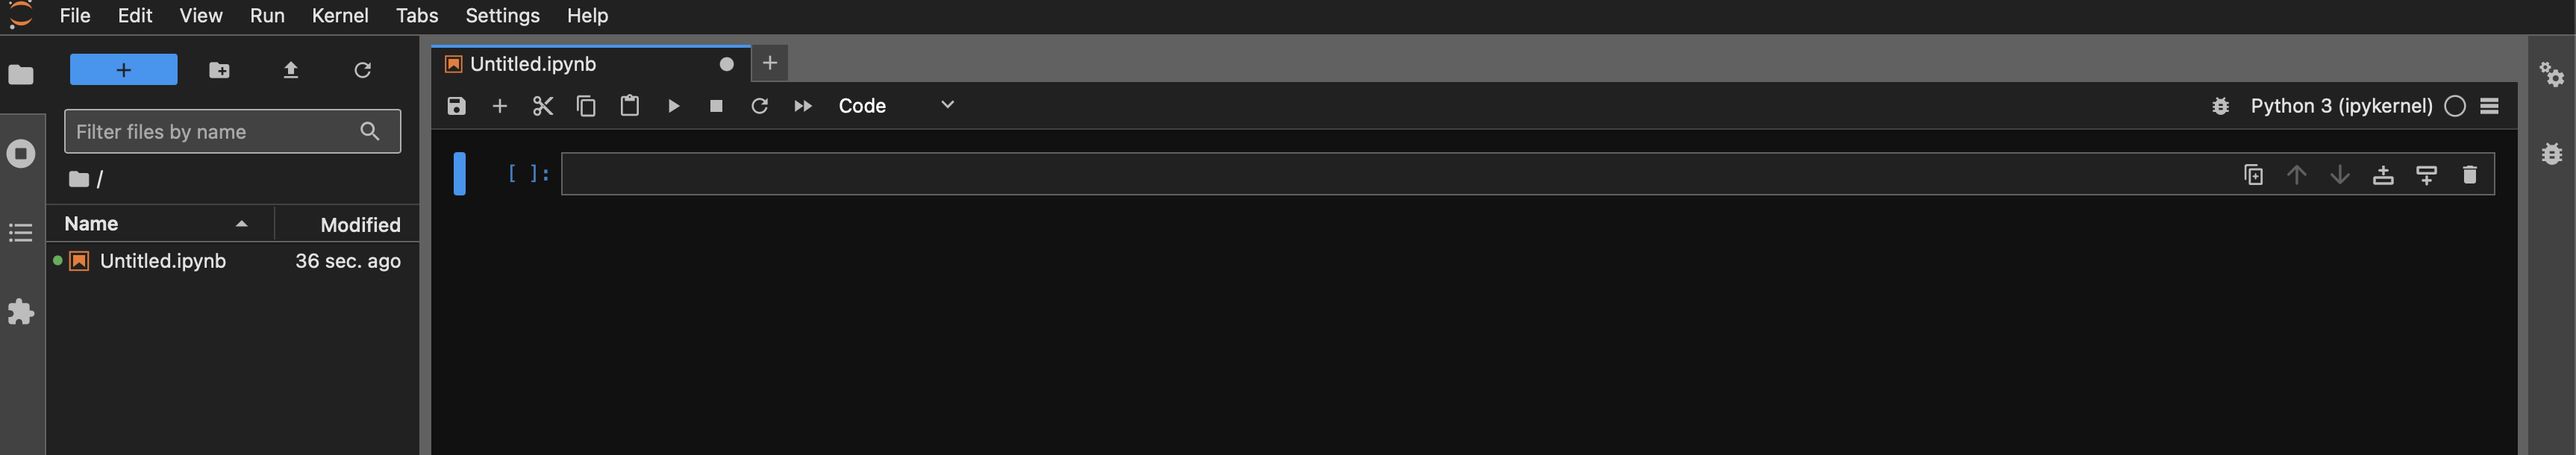 File Edit View Run Kernel Tabs Settings Help
Filter files by name
/
Name Modified
Untitled.ipynb 36 sec. ago
Untitled.ipynb
Code
Python 3 (ipykernel)
[ ]: